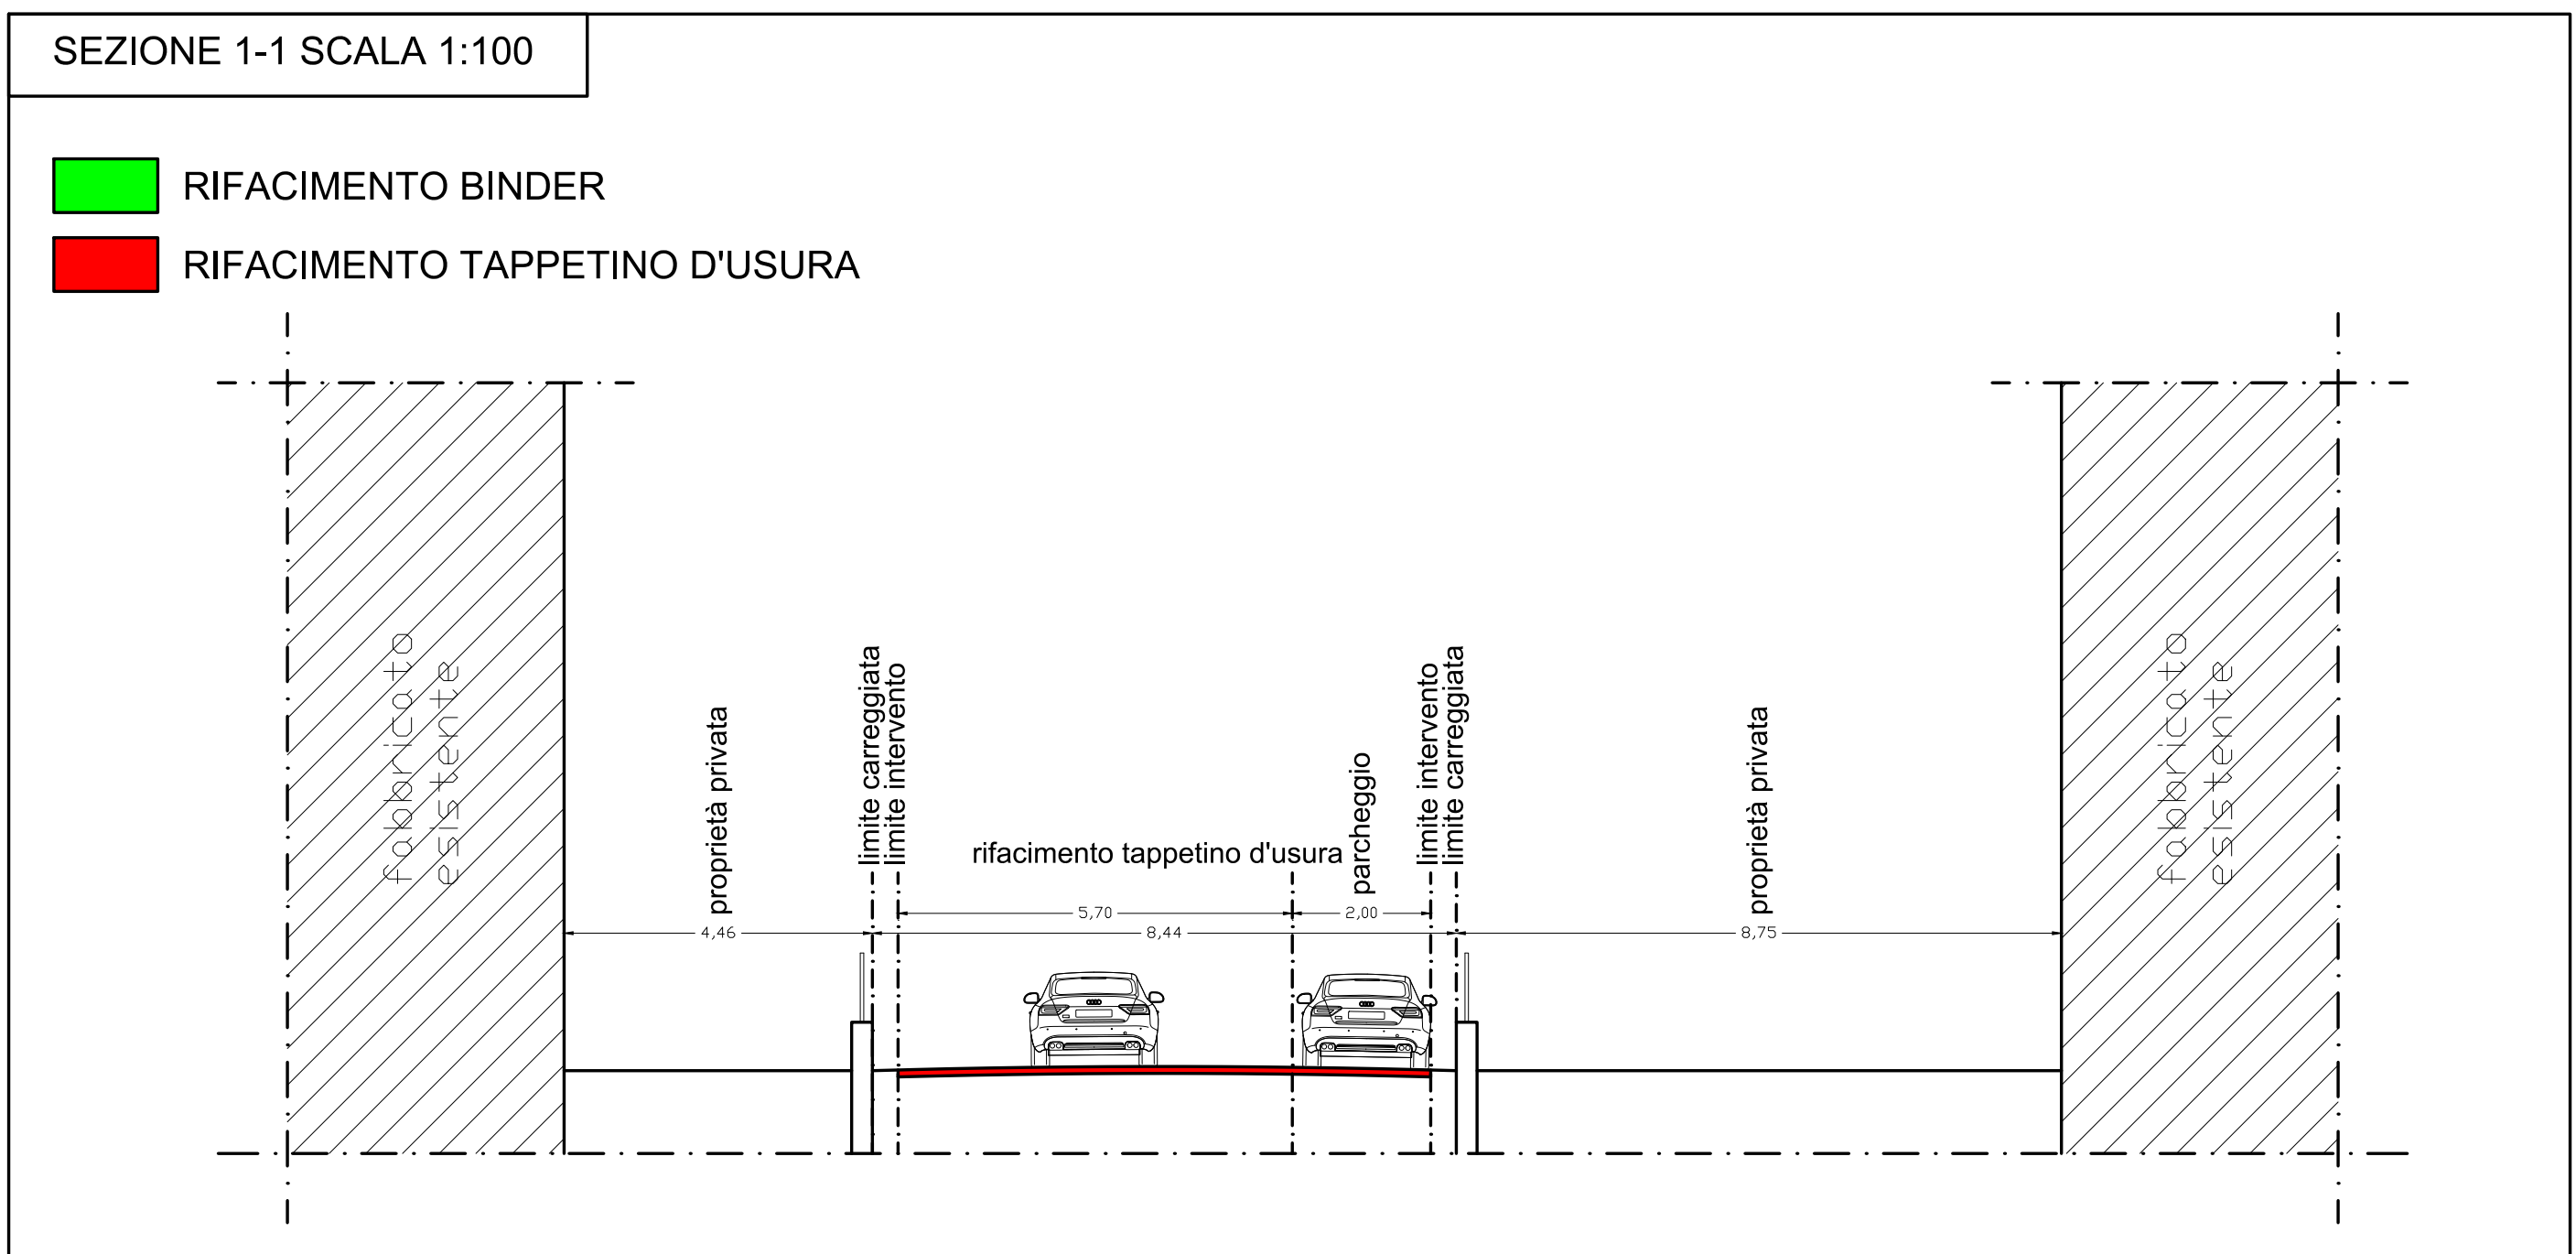 SEZIONE 1-1 SCALA 1:100
RIFACIMENTO BINDER
RIFACIMENTO TAPPETINO D'USURA
fabbricato
esistente
proprietà privata
limite carreggiata
limite intervento
rifacimento tappetino d'usura
parcheggio
limite intervento
limite carreggiata
proprietà privata
fabbricato
esistente
5,70
2,00
4,46
8,44
8,75